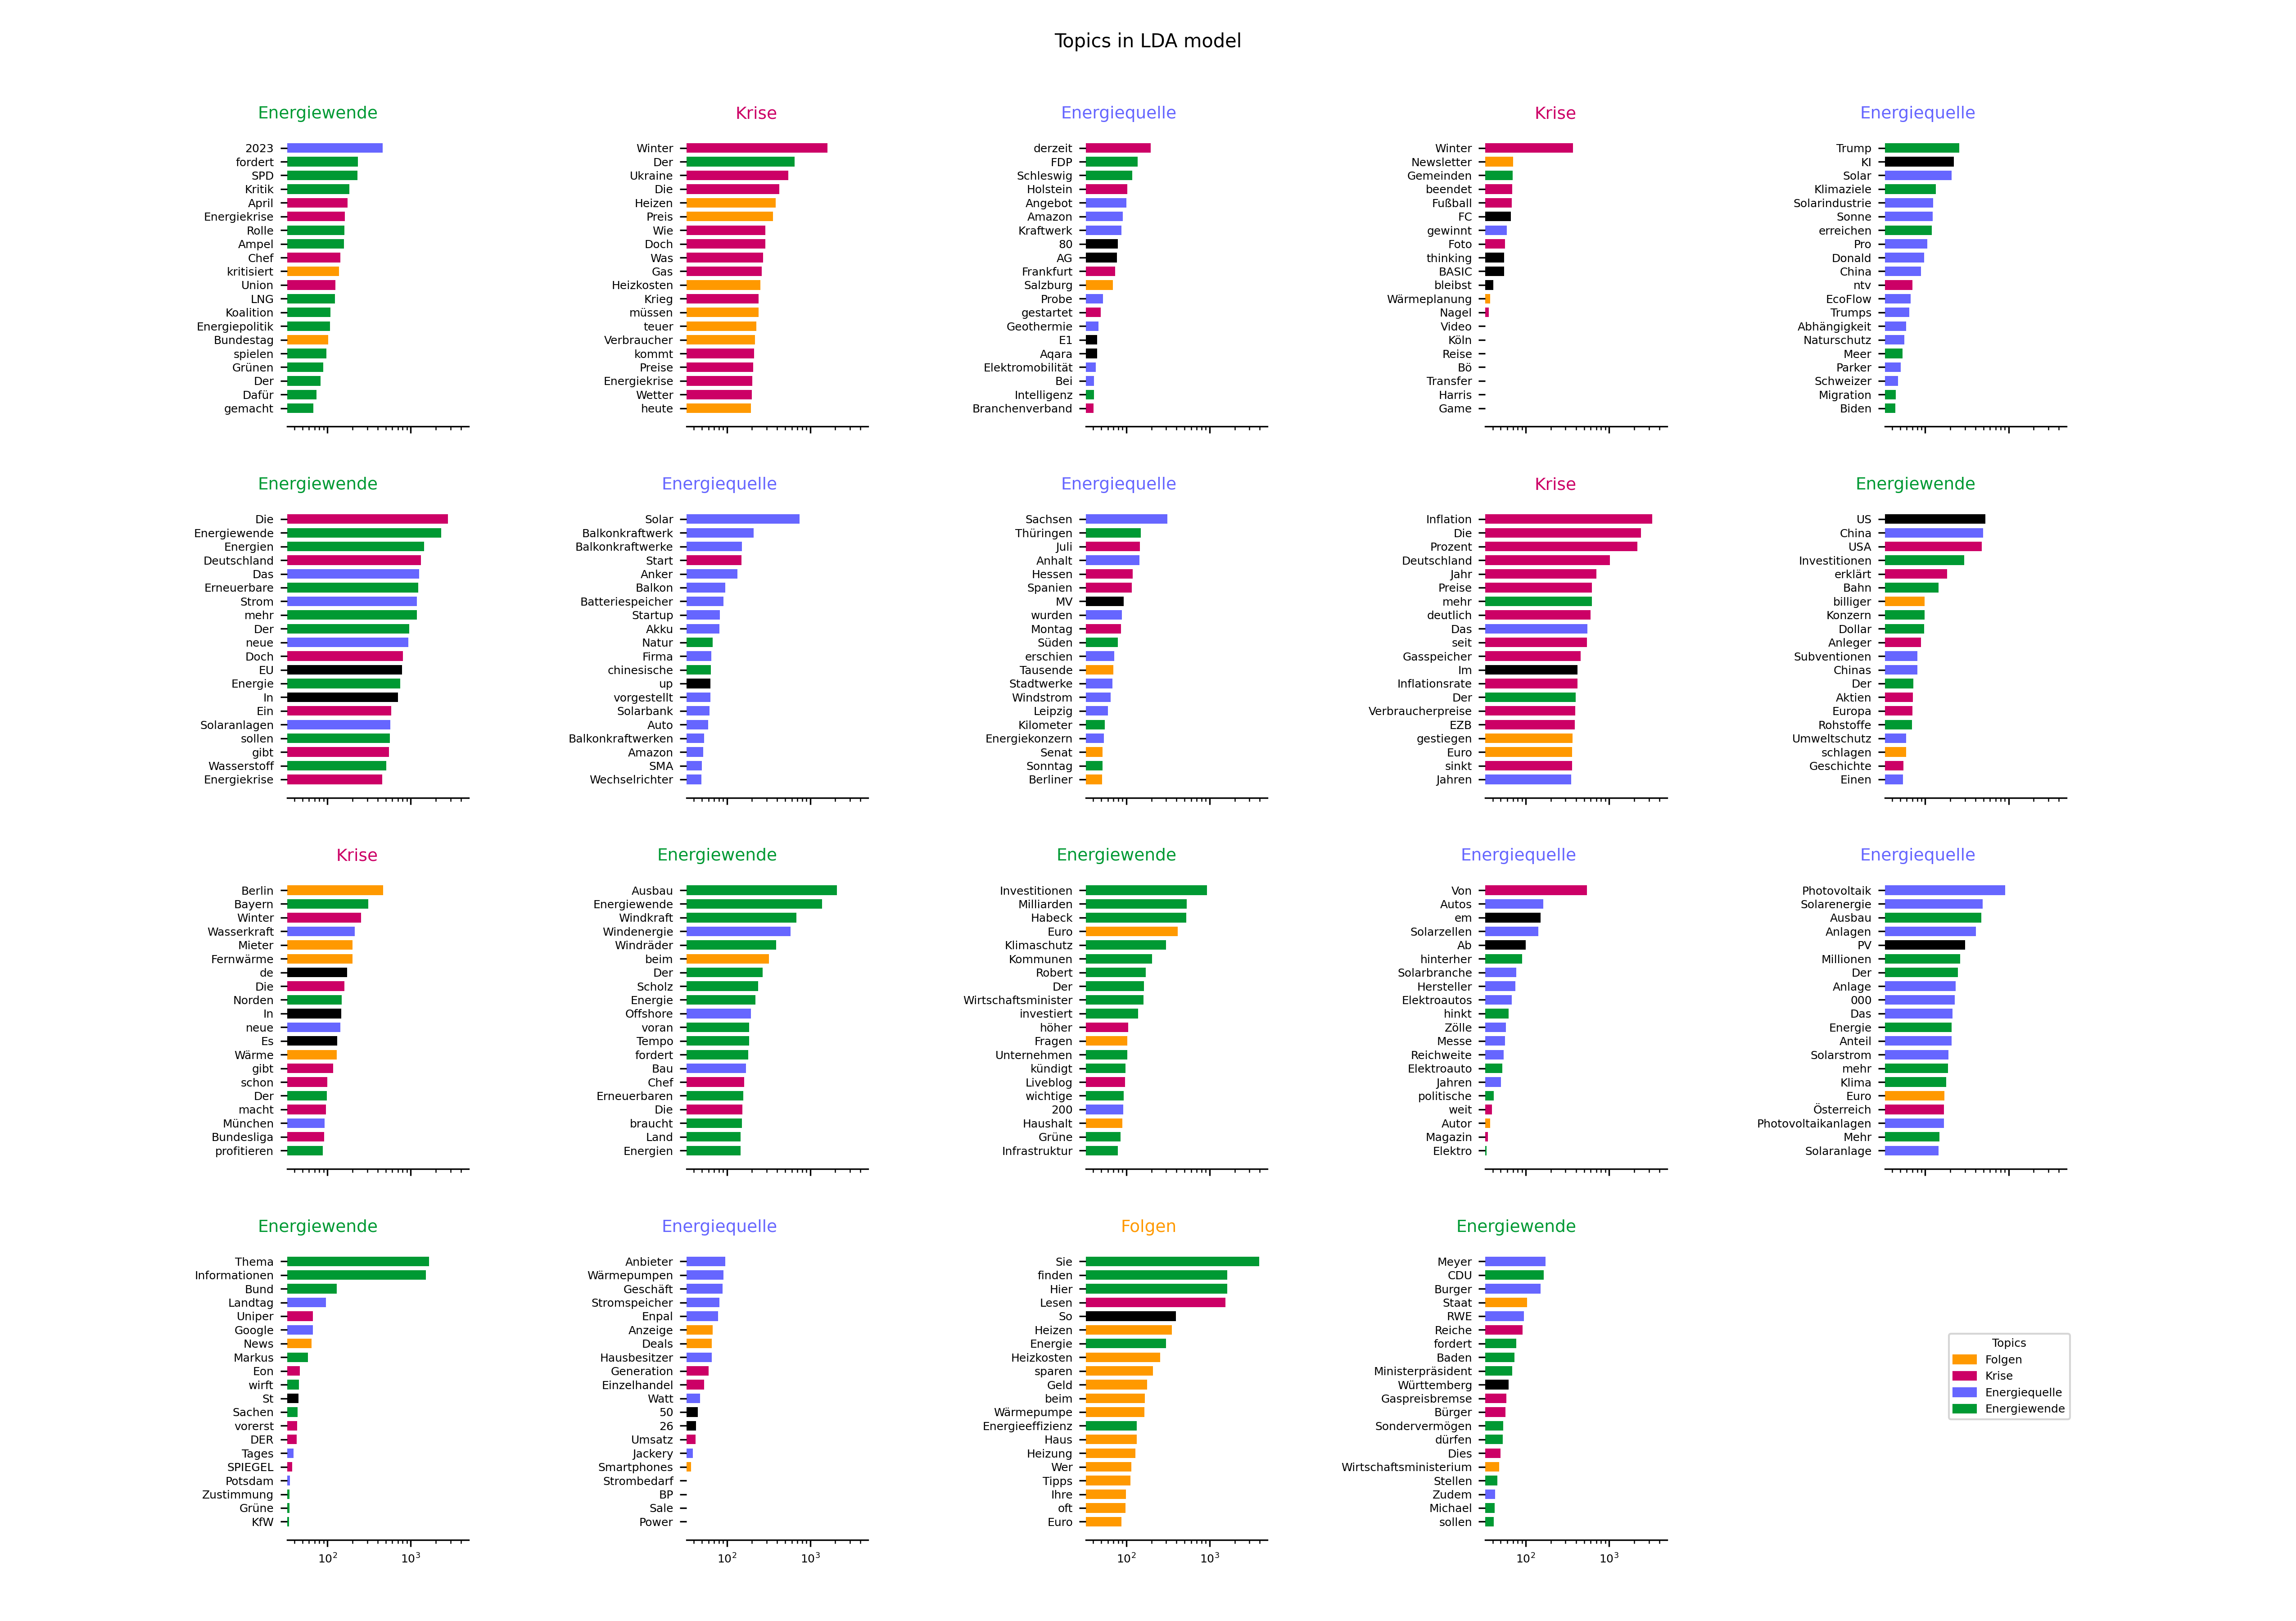 Topics in LDA model
Energiewende
2023
fordert
SPD
Kritik
April
Energiekrise
Rolle
Ampel
Chef
kritisiert
Union
LNG
Koalition
Energiepolitik
Bundestag
spielen
Grünen
Der
Dafür
gemacht
Krise
Winter
Der
Ukraine
Die
Heizen
Preis
Wie
Doch
Was
Gas
Heizkosten
Krieg
müssen
teuer
Verbraucher
kommt
Preise
Energiekrise
Wetter
heute
Energiequelle
derzeit
FDP
Schleswig
Holstein
Angebot
Amazon
Kraftwerk
80
AG
Frankfurt
Salzburg
Probe
gestartet
Geothermie
E1
Aqara
Elektromobilität
Bei
Intelligenz
Branchenverband
Krise
Winter
Newsletter
Gemeinden
beendet
Fußball
FC
gewinnt
Foto
thinking
BASIC
bleibst
Wärmeplanung
Nagel
Video
Köln
Reise
Bö
Transfer
Harris
Game
Energiequelle
Trump
KI
Solar
Klimaziele
Solarindustrie
Sonne
erreichen
Pro
Donald
China
ntv
EcoFlow
Trumps
Abhängigkeit
Naturschutz
Meer
Parker
Schweizer
Migration
Biden
Energiewende
Die
Energiewende
Energien
Deutschland
Das
Erneuerbare
Strom
mehr
Der
neue
Doch
EU
Energie
In
Ein
Solaranlagen
sollen
gibt
Wasserstoff
Energiekrise
Energiequelle
Solar
Balkonkraftwerk
Balkonkraftwerke
Start
Anker
Balkon
Batteriespeicher
Startup
Akku
Natur
Firma
chinesische
up
vorgestellt
Solarbank
Auto
Balkonkraftwerken
Amazon
SMA
Wechselrichter
Energiequelle
Sachsen
Thüringen
Juli
Anhalt
Hessen
Spanien
MV
wurden
Montag
Süden
erschien
Tausende
Stadtwerke
Windstrom
Leipzig
Kilometer
Energiekonzern
Senat
Sonntag
Berliner
Krise
Inflation
Die
Prozent
Deutschland
Jahr
Preise
mehr
deutlich
Das
seit
Gasspeicher
Im
Inflationsrate
Der
Verbraucherpreise
EZB
gestiegen
Euro
sinkt
Jahren
Energiewende
US
China
USA
Investitionen
erklärt
Bahn
billiger
Konzern
Dollar
Anleger
Subventionen
Chinas
Der
Aktien
Europa
Rohstoffe
Umweltschutz
schlagen
Geschichte
Einen
Krise
Berlin
Bayern
Winter
Wasserkraft
Mieter
Fernwärme
de
Die
Norden
In
neue
Es
Wärme
gibt
schon
Der
macht
München
Bundesliga
profitieren
Energiewende
Ausbau
Energiewende
Windkraft
Windenergie
Windräder
beim
Der
Scholz
Energie
Offshore
voran
Tempo
fordert
Bau
Chef
Erneuerbaren
Die
braucht
Land
Energien
Energiewende
Investitionen
Milliarden
Habeck
Euro
Klimaschutz
Kommunen
Robert
Der
Wirtschaftsminister
investiert
höher
Fragen
Unternehmen
kündigt
Liveblog
wichtige
200
Haushalt
Grüne
Infrastruktur
Energiequelle
Von
Autos
em
Solarzellen
Ab
hinterher
Solarbranche
Hersteller
Elektroautos
hinkt
Zölle
Messe
Reichweite
Elektroauto
Jahren
politische
weit
Autor
Magazin
Elektro
Energiequelle
Photovoltaik
Solarenergie
Ausbau
Anlagen
PV
Millionen
Der
Anlage
000
Das
Energie
Anteil
Solarstrom
mehr
Klima
Euro
Österreich
Photovoltaikanlagen
Mehr
Solaranlage
Energiewende
Thema
Informationen
Bund
Landtag
Uniper
Google
News
Markus
Eon
wirft
St
Sachen
vorerst
DER
Tages
SPIEGEL
Potsdam
Zustimmung
Grüne
KfW
10² 10³
Energiequelle
Anbieter
Wärmepumpen
Geschäft
Stromspeicher
Enpal
Anzeige
Deals
Hausbesitzer
Generation
Einzelhandel
Watt
50
26
Umsatz
Jackery
Smartphones
Strombedarf
BP
Sale
Power
10² 10³
Folgen
Sie
finden
Hier
Lesen
So
Heizen
Energie
Heizkosten
sparen
Geld
beim
Wärmepumpe
Energieeffizienz
Haus
Heizung
Wer
Tipps
Ihre
oft
Euro
10² 10³
Energiewende
Meyer
CDU
Burger
Staat
RWE
Reiche
fordert
Baden
Ministerpräsident
Württemberg
Gaspreisbremse
Bürger
Sondervermögen
dürfen
Dies
Wirtschaftsministerium
Stellen
Zudem
Michael
sollen
10² 10³
Topics
Folgen
Krise
Energiequelle
Energiewende